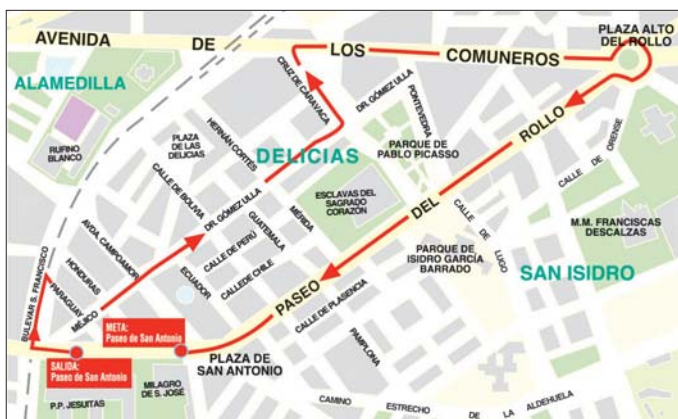 AVENIDA DE LOS COMUNEROS
PLAZA ALTO
DEL ROLLO
ALAMEDILLA
CRUZ DE CARAVACA
DR. GÓMEZ ULLA
PONTEVEDRA
ROLLO
RUFINO
BLANCO
PLAZA
DE LAS
DELICIAS
HERNÁN CORTÉS
DELICIAS
PARQUE DE
PABLO PICASSO
CALLE DE ORENSE
CALLE DE BOLIVIA
DR. GÓMEZ ULLA
ESCLAVAS DEL
SAGRADO
CORAZÓN
DEL
MÉRIDA
GUATEMALA
CALLE DE PERÚ
CALLE DE CHILE
CALLE DE LUGO
M.M. FRANCISCAS
DESCALZAS
AVDA. CAMPOAMOR
HONDURAS
PARAGUAY
MÉJICO
ECUADOR
BULEVAR S. FRANCISCO
PARQUE DE
ISIDRO GARCÍA
BARRADO
SAN ISIDRO
PASEO
CALLE DE PLASENCIA
PAMPLONA
META:
Paseo de San Antonio
SALIDA:
Paseo de San Antonio
PLAZA DE
SAN ANTONIO
MILAGRO
DE S. JOSÉ
P.P. JESUITAS
CAMINO ESTRECHO DE LA ALDEHUELA